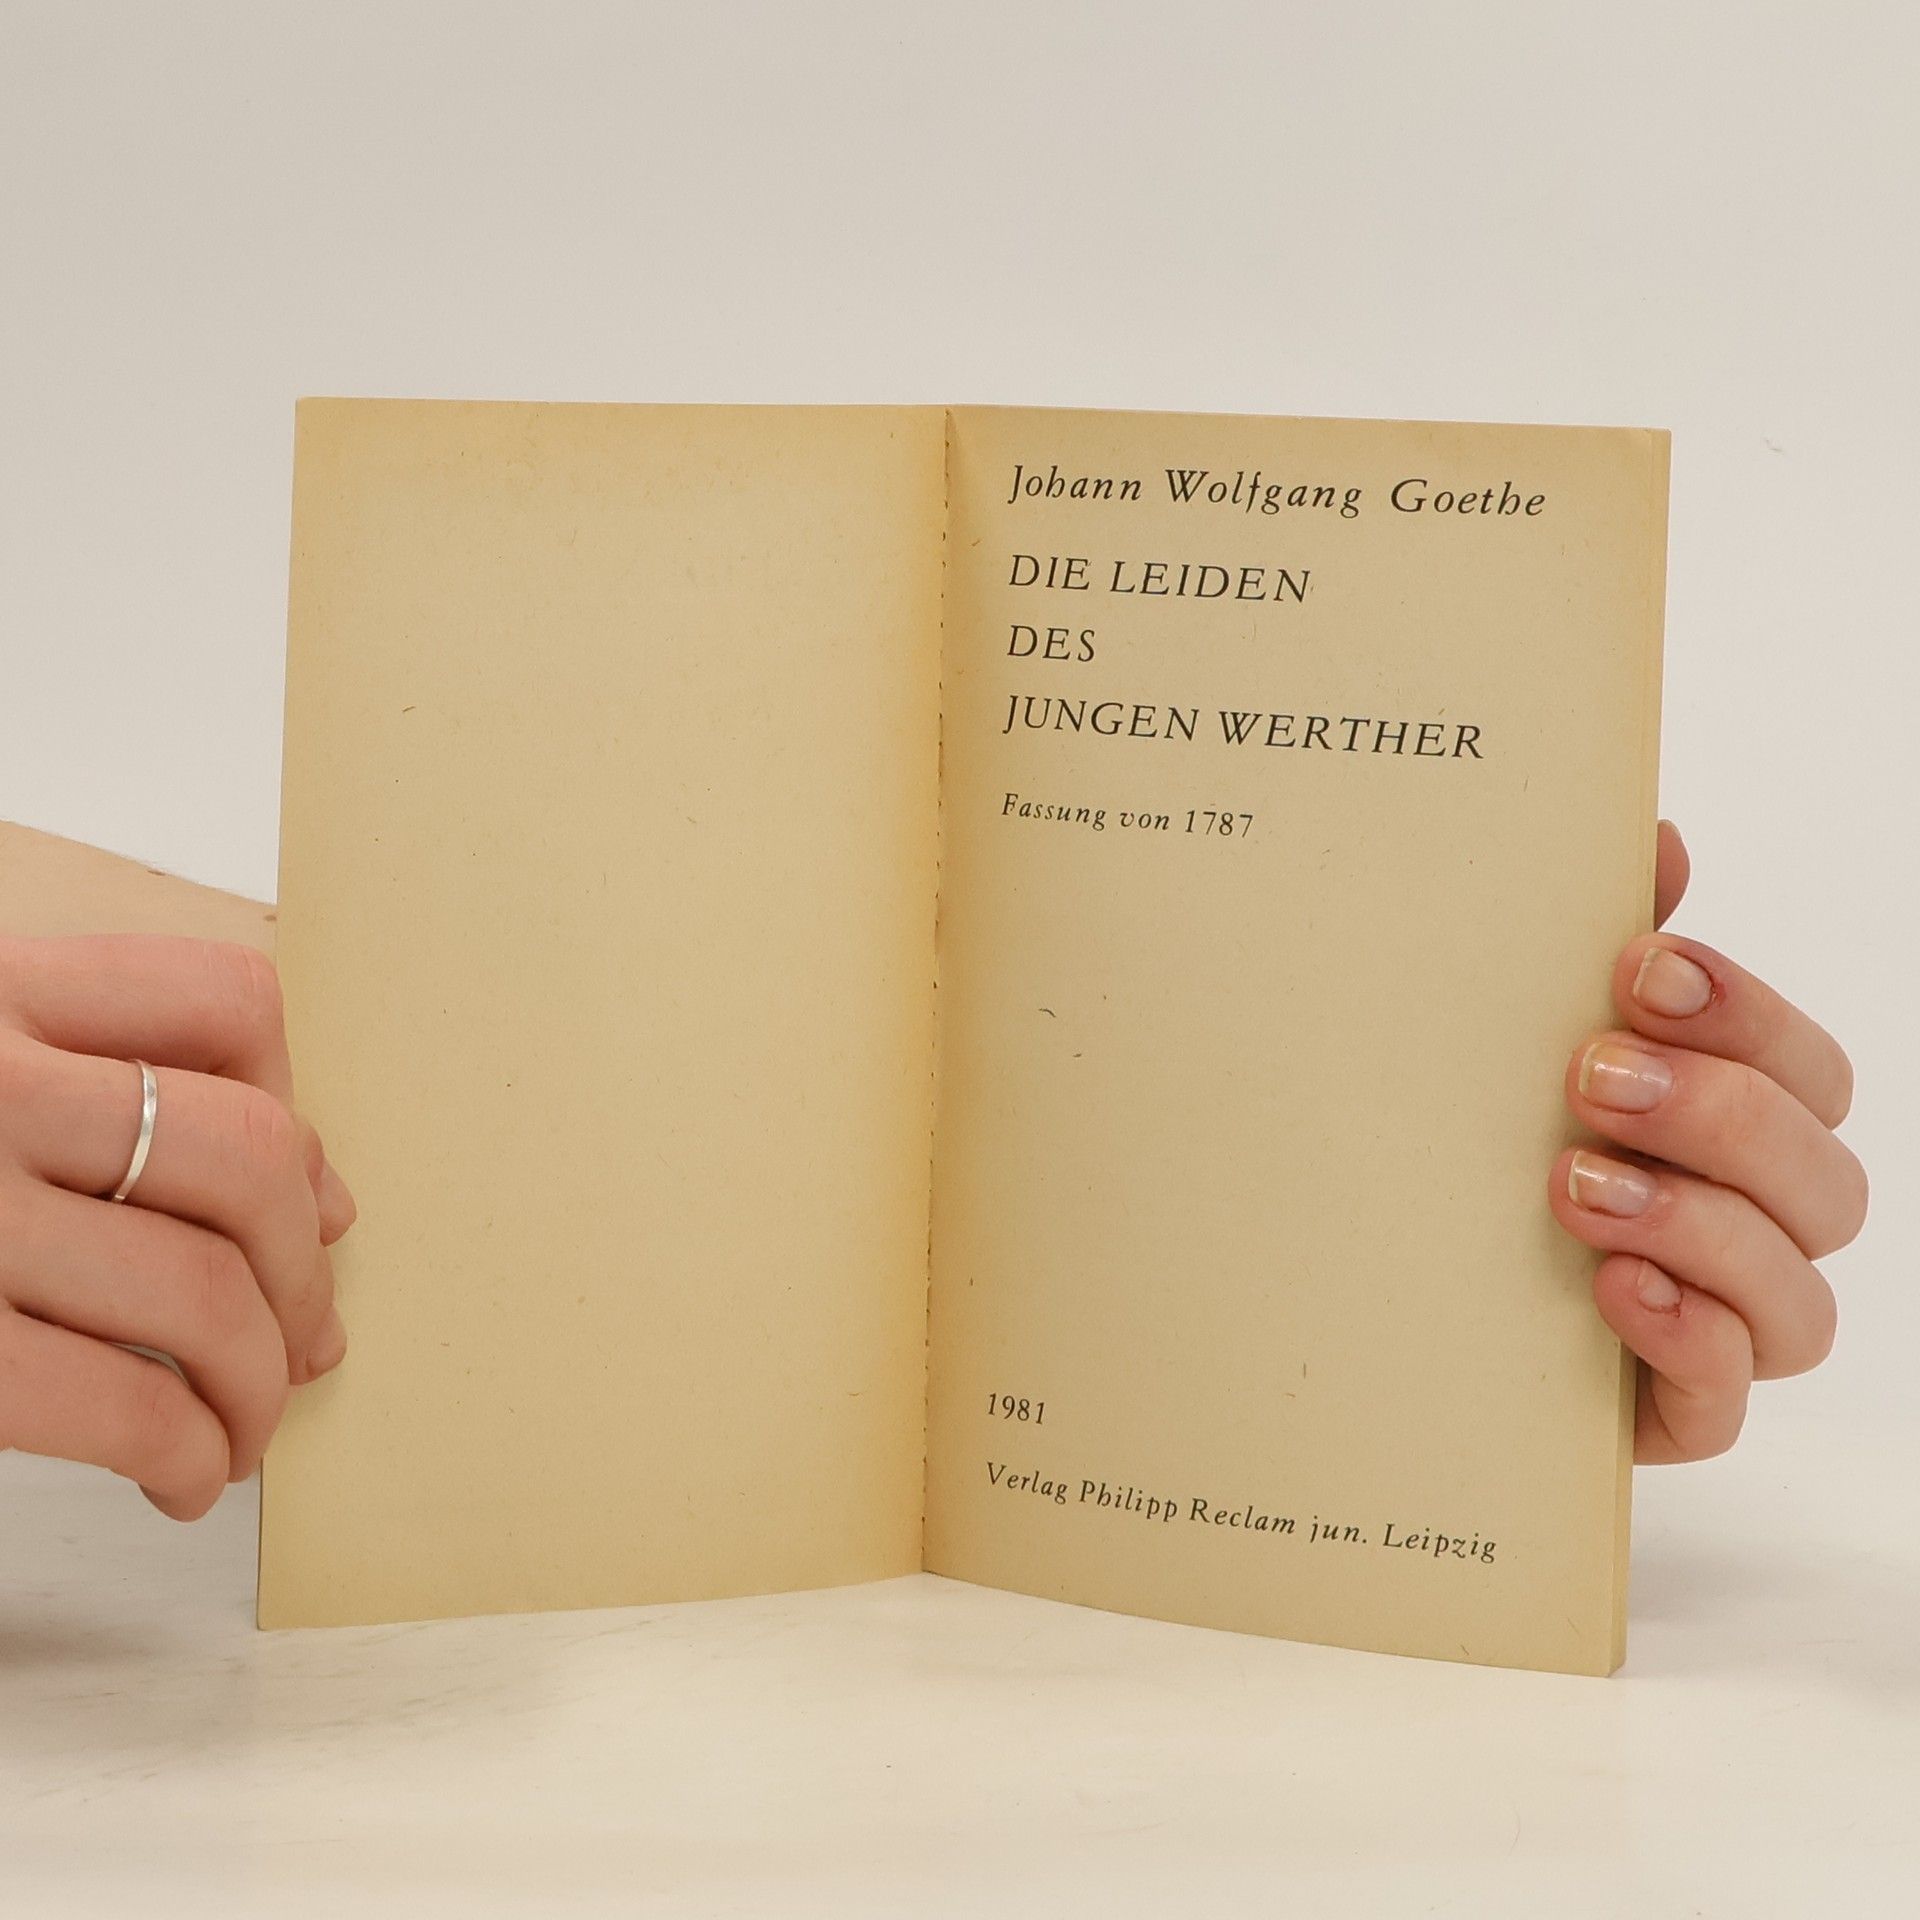 Johann Wolfgang Goethe
DIE LEIDEN
DES
JUNGEN WERTHER
Fassung von 1787
1981
Verlag Philipp Reclam jun. Leipzig